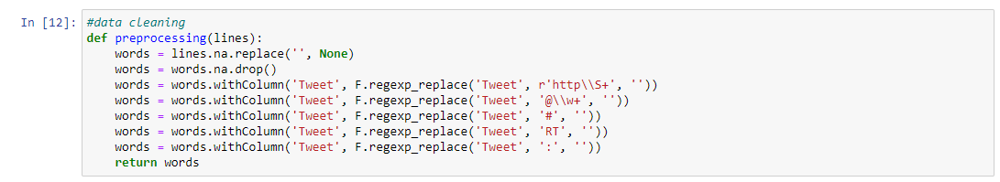 In [12]: #data cleaning
def preprocessing(lines):
    words = lines.na.replace('', None)
    words = words.na.drop()
    words = words.withColumn('Tweet', F.regexp_replace('Tweet', r'http\\S+', ''))
    words = words.withColumn('Tweet', F.regexp_replace('Tweet', '@\\w+', ''))
    words = words.withColumn('Tweet', F.regexp_replace('Tweet', '#', ''))
    words = words.withColumn('Tweet', F.regexp_replace('Tweet', 'RT', ''))
    words = words.withColumn('Tweet', F.regexp_replace('Tweet', ':', ''))
    return words